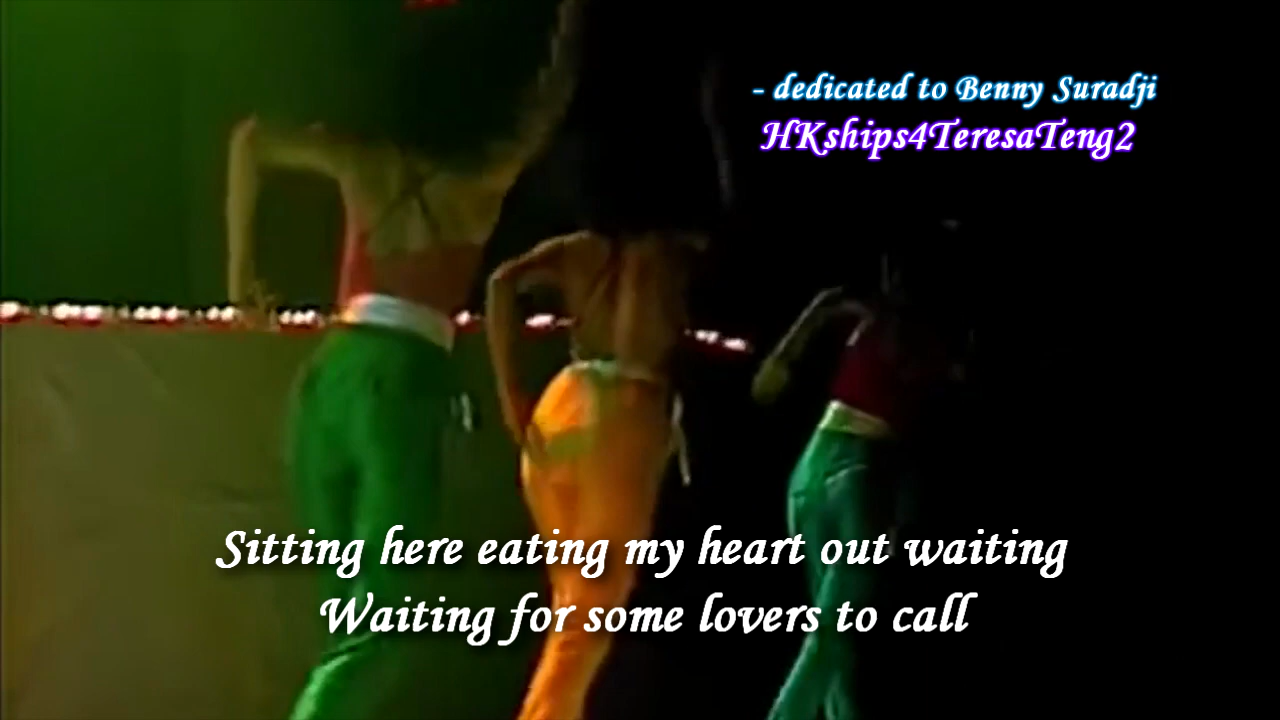 - dedicated to Benny Suradji
HKships4TeresaTeng2
Sitting here eating my heart out waiting
Waiting for some lovers to call